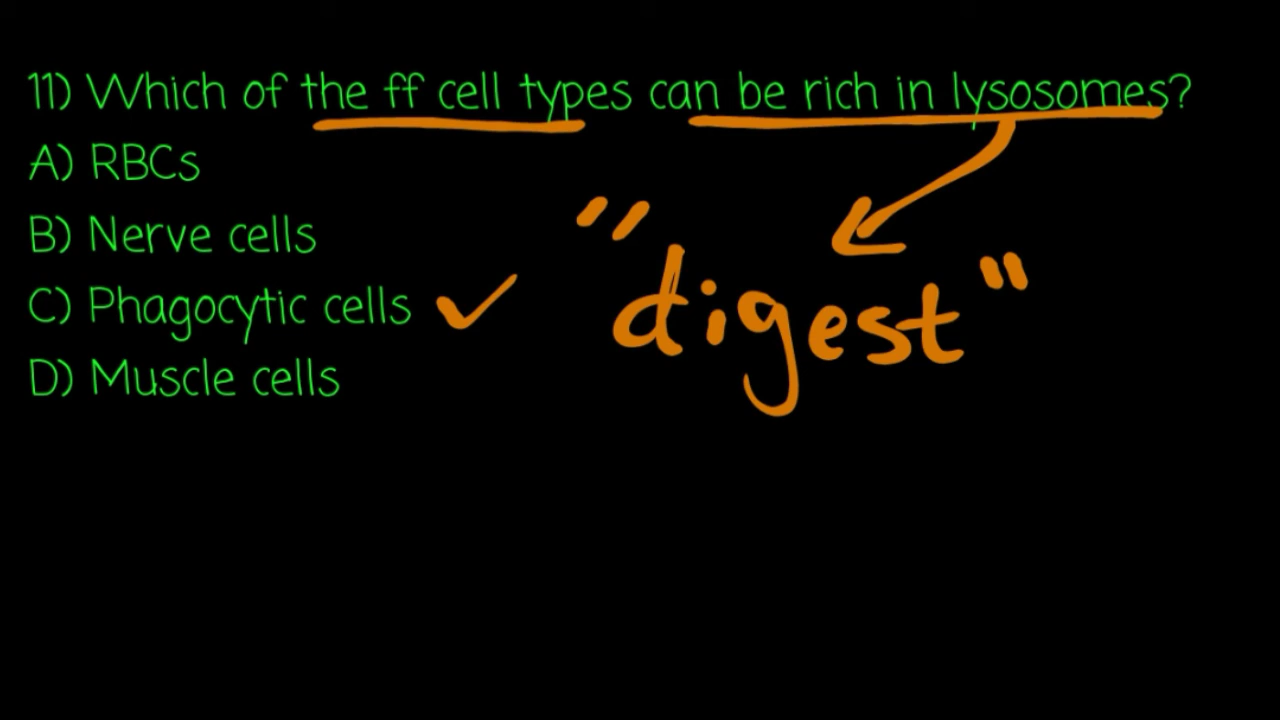 11) Which of the ff cell types can be rich in lysosomes?
A) RBCs
B) Nerve cells
C) Phagocytic cells
D) Muscle cells
"digest"